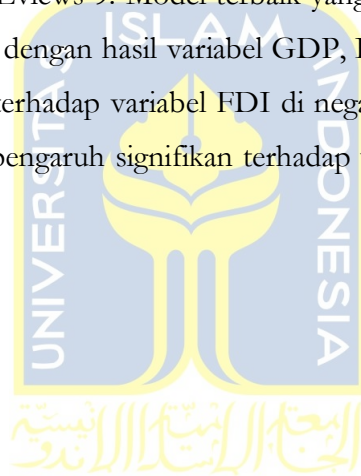 Eviews 9. Model terbaik yang
dengan hasil variabel GDP,
terhadap variabel FDI di nega
pengaruh signifikan terhadap
ISLAM
UNIVERSITAS
INDONESIA